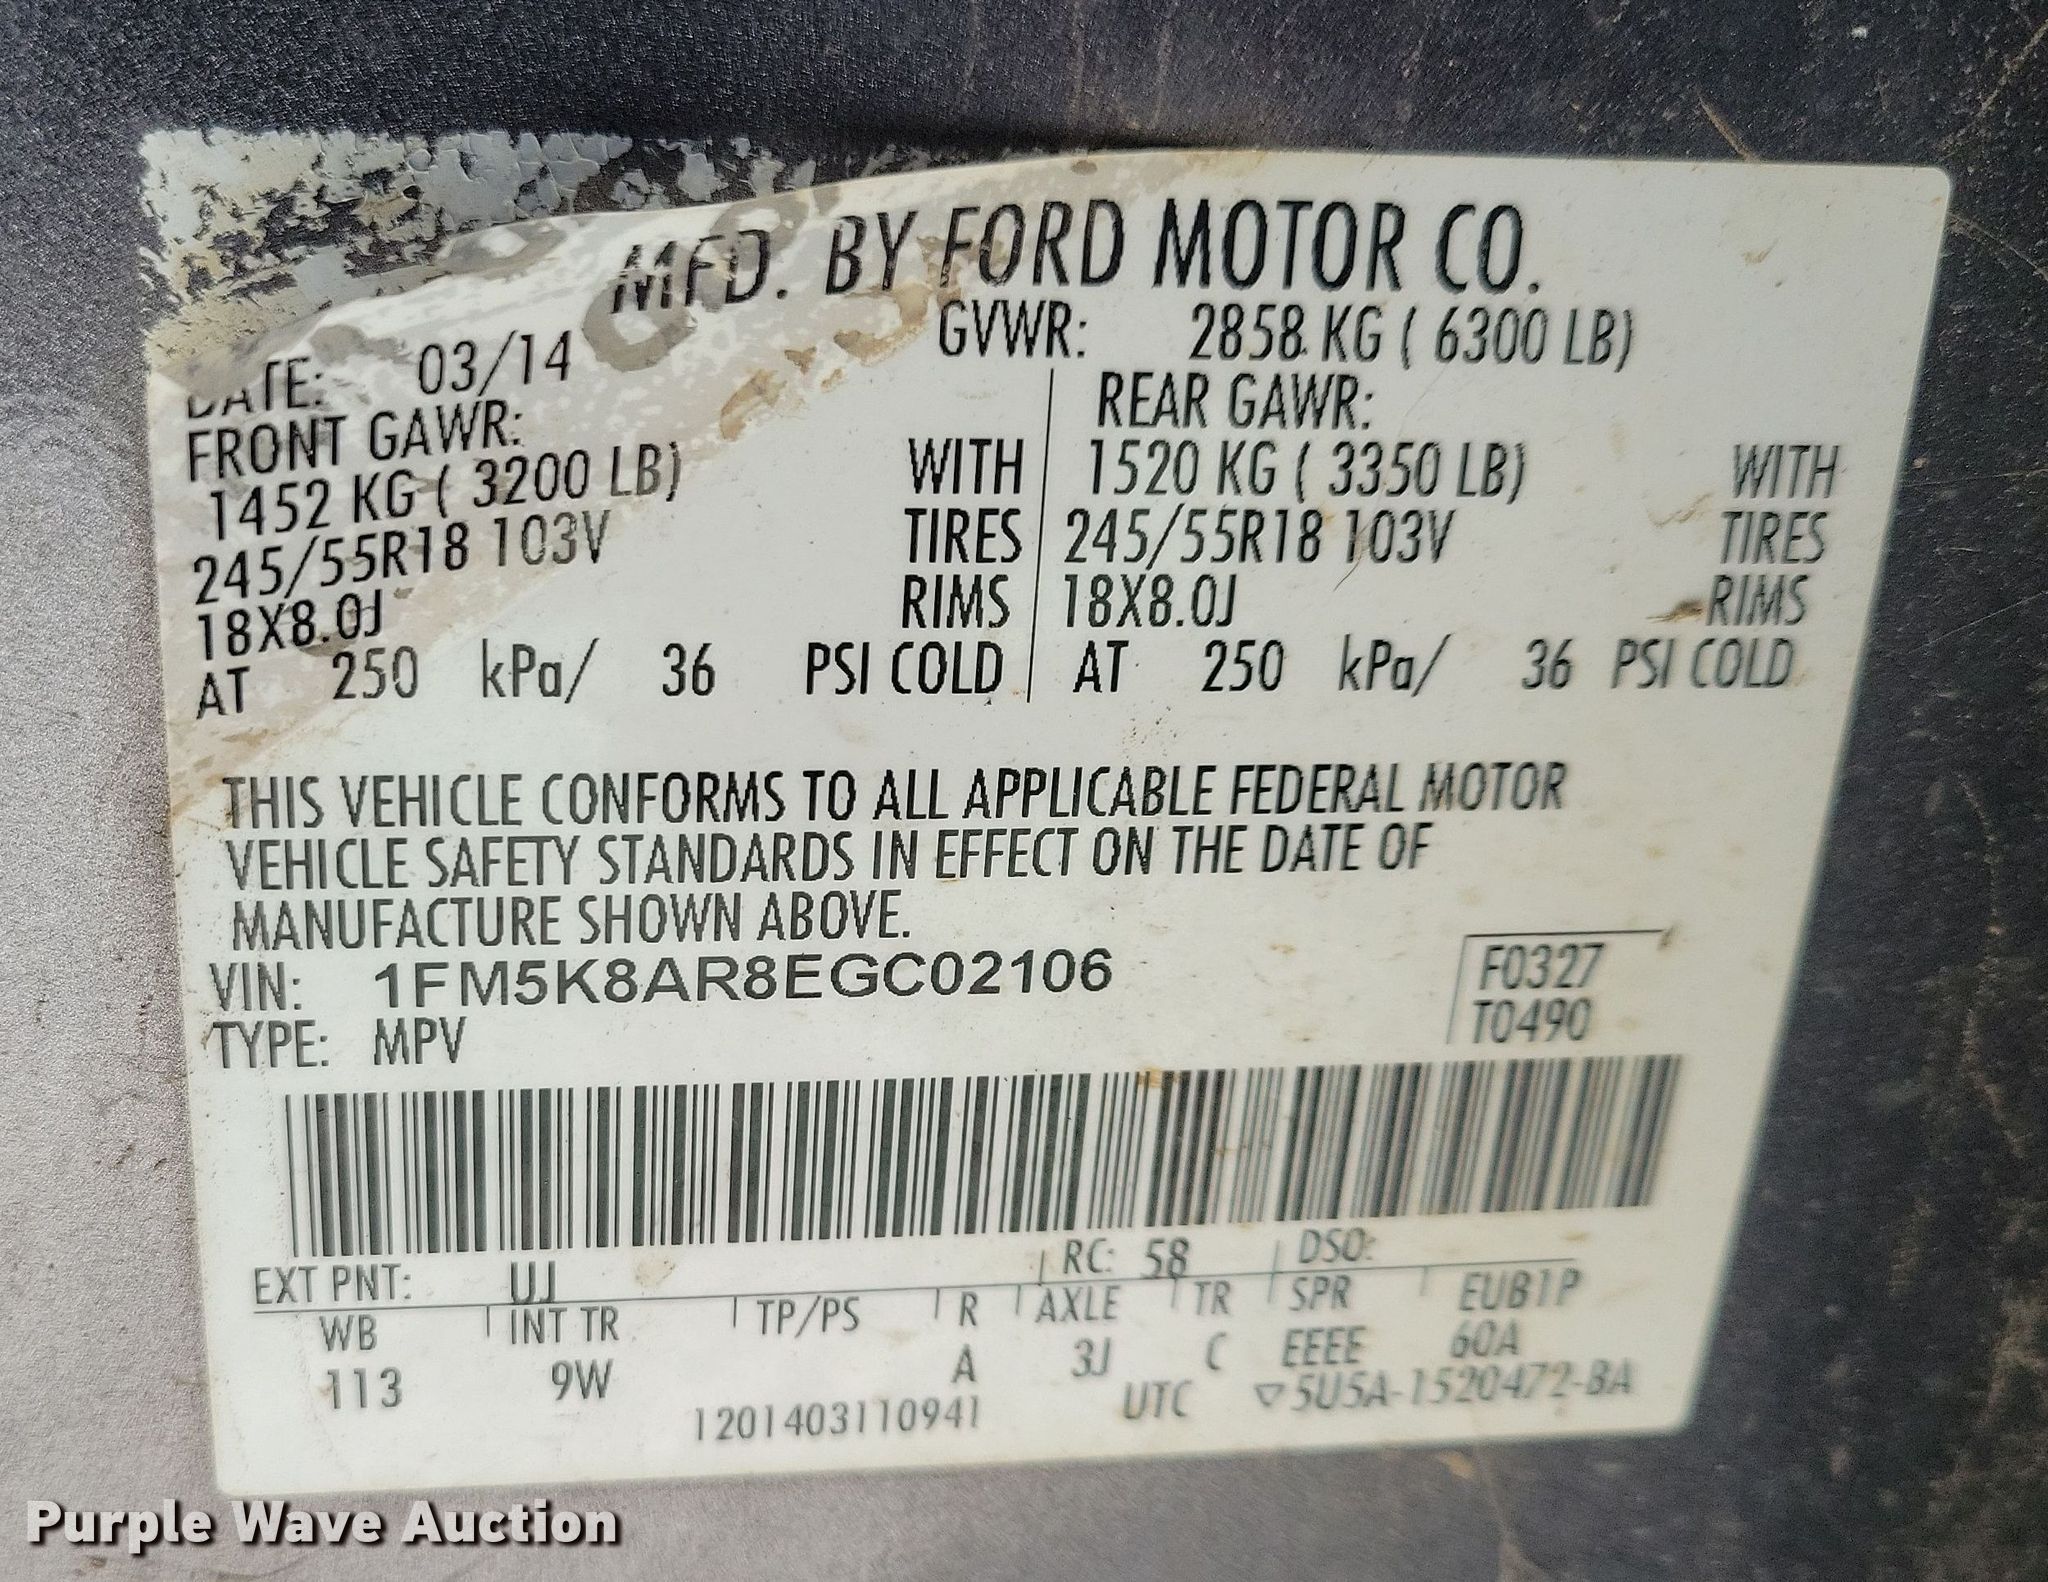 MFD. BY FORD MOTOR CO.
DATE: 03/14 GVWR: 2858 KG ( 6300 LB)
FRONT GAWR: REAR GAWR:
1452 KG ( 3200 LB) WITH 1520 KG ( 3350 LB) WITH
245/55R18 103V TIRES 245/55R18 103V TIRES
18X8.0J RIMS 18X8.0J RIMS
AT 250 kPa/ 36 PSI COLD AT 250 kPa/ 36 PSI COLD
THIS VEHICLE CONFORMS TO ALL APPLICABLE FEDERAL MOTOR
VEHICLE SAFETY STANDARDS IN EFFECT ON THE DATE OF
MANUFACTURE SHOWN ABOVE.
VIN: 1FM5K8AR8EGC02106 F0327
TYPE: MPV T0490
EXT PNT: UJ RC: 58 DSO:
WB INT TR TP/PS R AXLE TR SPR EUB1P
113 9W A 3J C EEEE 60A
1201403110941 UTC ▽5U5A-1520472-BA
Purple Wave Auction